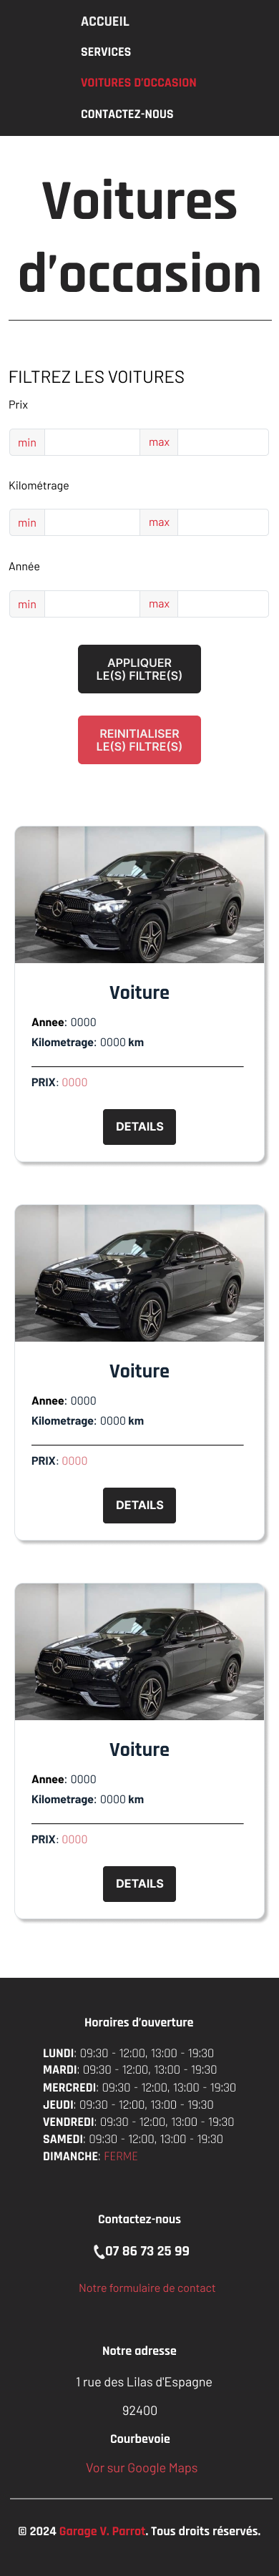 ACCUEIL
SERVICES
VOITURES D'OCCASION
CONTACTEZ-NOUS
Voitures
d'occasion
FILTREZ LES VOITURES
Prix
min max
Kilométrage
min max
Année
min max
APPLIQUER
LE(S) FILTRE(S)
REINITIALISER
LE(S) FILTRE(S)
Voiture
Annee: 0000
Kilometrage: 0000 km
PRIX: 0000
DETAILS
Voiture
Annee: 0000
Kilometrage: 0000 km
PRIX: 0000
DETAILS
Voiture
Annee: 0000
Kilometrage: 0000 km
PRIX: 0000
DETAILS
Horaires d'ouverture
LUNDI: 09:30 - 12:00, 13:00 - 19:30
MARDI: 09:30 - 12:00, 13:00 - 19:30
MERCREDI: 09:30 - 12:00, 13:00 - 19:30
JEUDI: 09:30 - 12:00, 13:00 - 19:30
VENDREDI: 09:30 - 12:00, 13:00 - 19:30
SAMEDI: 09:30 - 12:00, 13:00 - 19:30
DIMANCHE: FERME
Contactez-nous
07 86 73 25 99
Notre formulaire de contact
Notre adresse
1 rue des Lilas d'Espagne
92400
Courbevoie
Vor sur Google Maps
© 2024 Garage V. Parrot. Tous droits réservés.